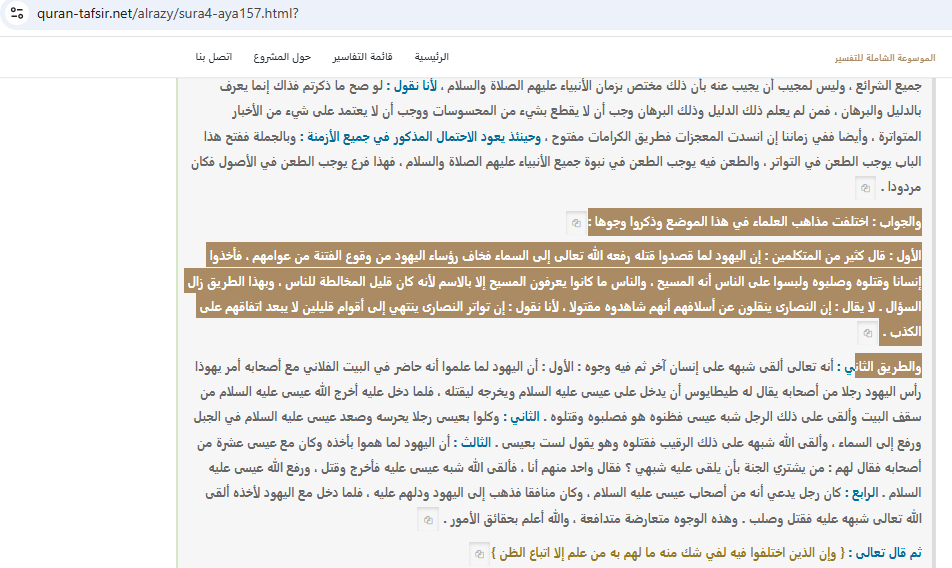 quran-tafsir.net/alrazy/sura4-aya157.html?
الموسوعة الشاملة للتفسير
الرئيسية قائمة التفاسير حول المشروع اتصل بنا
جميع الشرائع ، وليس لمجيب أن يجيب عنه بأن ذلك مختص بزمان الأنبياء عليهم الصلاة والسلام ، لأنا نقول : لو صح ما ذكرتم فذاك إنما يعرف
بالدليل والبرهان ، فمن لم يعلم ذلك الدليل وذلك البرهان وجب أن لا يقطع بشيء من المحسوسات ووجب أن لا يعتمد على شيء من الأخبار
المتواترة ، وأيضا ففي زماننا إن انسدت المعجزات فطريق الكرامات مفتوح ، وحينئذ يعود الاحتمال المذكور في جميع الأزمنة : وبالجملة ففتح هذا
الباب يوجب الطعن في التواتر ، والطعن فيه يوجب الطعن في نبوة جميع الأنبياء عليهم الصلاة والسلام ، فهذا فرع يوجب الطعن في الأصول فكان
مردودا .
والجواب : اختلفت مذاهب العلماء في هذا الموضع وذكروا وجوها :
الأول : قال كثير من المتكلمين : إن اليهود لما قصدوا قتله رفعه الله تعالى إلى السماء فخاف رؤساء اليهود من وقوع الفتنة من عوامهم ، فأخذوا
إنسانا وقتلوه وصلبوه ولبسوا على الناس أنه المسيح ، والناس ما كانوا يعرفون المسيح إلا بالاسم لأنه كان قليل المخالطة للناس ، وبهذا الطريق زال
السؤال . لا يقال : إن النصارى ينقلون عن أسلافهم أنهم شاهدوه مقتولا ، لأنا نقول : إن تواتر النصارى ينتهي إلى أقوام قليلين لا يبعد اتفاقهم على
الكذب .
والطريق الثاني : أنه تعالى ألقى شبهه على إنسان آخر ثم فيه وجوه : الأول : أن اليهود لما علموا أنه حاضر في البيت الفلاني مع أصحابه أمر يهوذا
رأس اليهود رجلا من أصحابه يقال له طيطايوس أن يدخل على عيسى عليه السلام ويخرجه ليقتله ، فلما دخل عليه أخرج الله عيسى عليه السلام من
سقف البيت وألقى على ذلك الرجل شبه عيسى فظنوه هو فصلبوه وقتلوه . الثاني : وكلوا بعيسى رجلا يحرسه وصعد عيسى عليه السلام في الجبل
ورفع إلى السماء ، وألقى الله شبهه على ذلك الرقيب فقتلوه وهو يقول لست بعيسى . الثالث : أن اليهود لما هموا بأخذه وكان مع عيسى عشرة من
أصحابه فقال لهم : من يشتري الجنة بأن يلقى عليه شبهي ؟ فقال واحد منهم أنا ، فألقى الله شبه عيسى عليه فأخرج وقتل ، ورفع الله عيسى عليه
السلام . الرابع : كان رجل يدعي أنه من أصحاب عيسى عليه السلام ، وكان منافقا فذهب إلى اليهود ودلهم عليه ، فلما دخل مع اليهود لأخذه ألقى
الله تعالى شبهه عليه فقتل وصلب . وهذه الوجوه متعارضة متدافعة ، والله أعلم بحقائق الأمور .
ثم قال تعالى : { وإن الذين اختلفوا فيه لفي شك منه ما لهم به من علم إلا اتباع الظن }